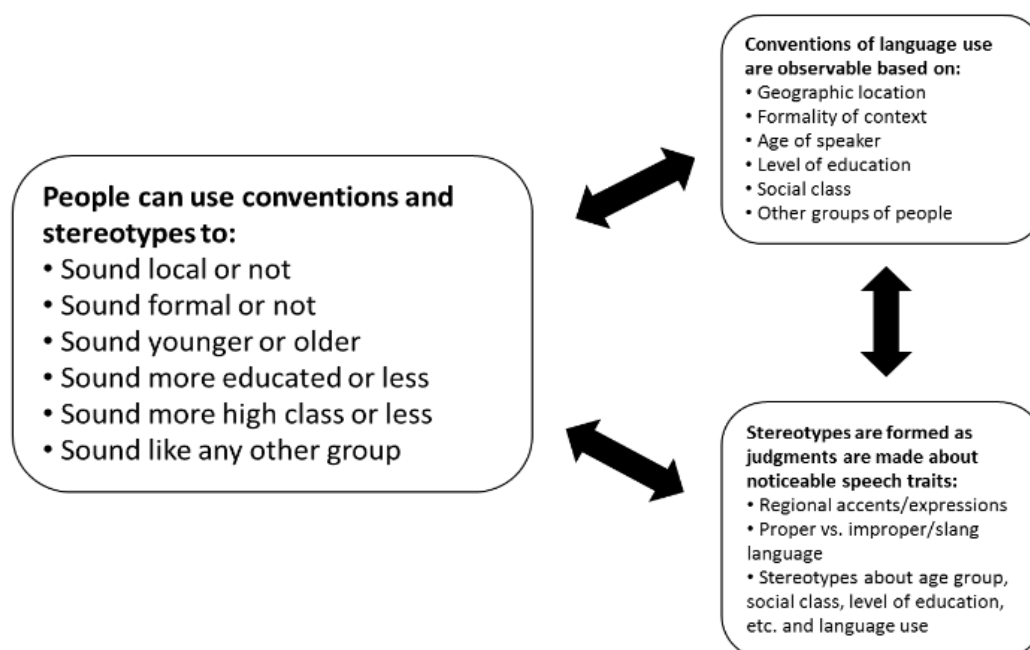 People can use conventions and
stereotypes to:
• Sound local or not
• Sound formal or not
• Sound younger or older
• Sound more educated or less
• Sound more high class or less
• Sound like any other group
Conventions of language use
are observable based on:
• Geographic location
• Formality of context
• Age of speaker
• Level of education
• Social class
• Other groups of people
Stereotypes are formed as
judgments are made about
noticeable speech traits:
• Regional accents/expressions
• Proper vs. improper/slang
language
• Stereotypes about age group,
social class, level of education,
etc. and language use